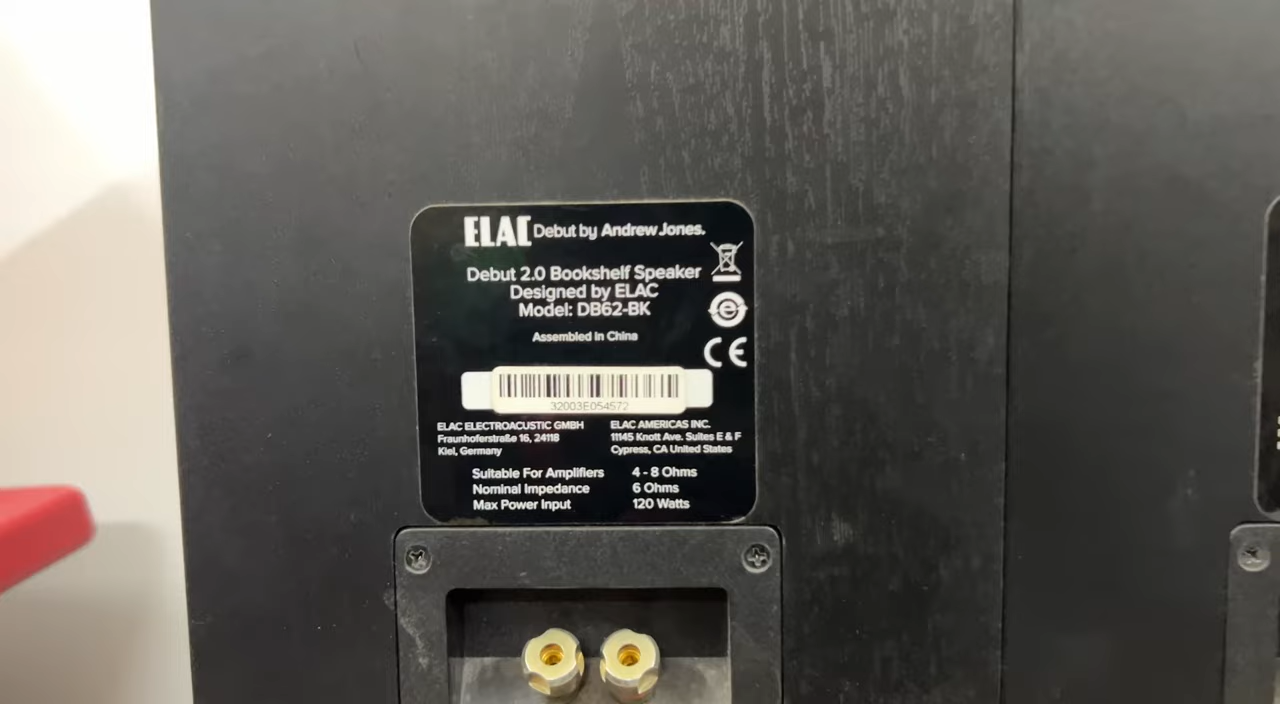 ELAC Debut by Andrew Jones.
Debut 2.0 Bookshelf Speaker
Designed by ELAC
Model: DB62-BK
Assembled in China
CE
32003E054572
ELAC ELECTROACUSTIC GMBH
Fraunhoferstraße 16, 24118
Kiel, Germany
ELAC AMERICAS INC.
11145 Knott Ave. Suites E & F
Cypress, CA United States
Suitable For Amplifiers 4 - 8 Ohms
Nominal Impedance 6 Ohms
Max Power Input 120 Watts